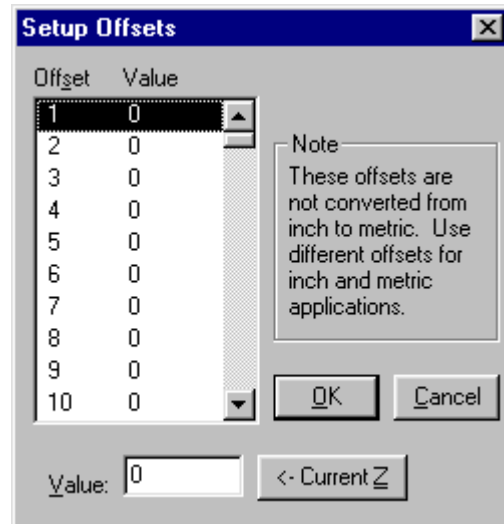 Setup Offsets
Offset Value
1 0
2 0
3 0
4 0
5 0
6 0
7 0
8 0
9 0
10 0
Note
These offsets are
not converted from
inch to metric. Use
different offsets for
inch and metric
applications.
OK Cancel
Value: 0 <- Current Z